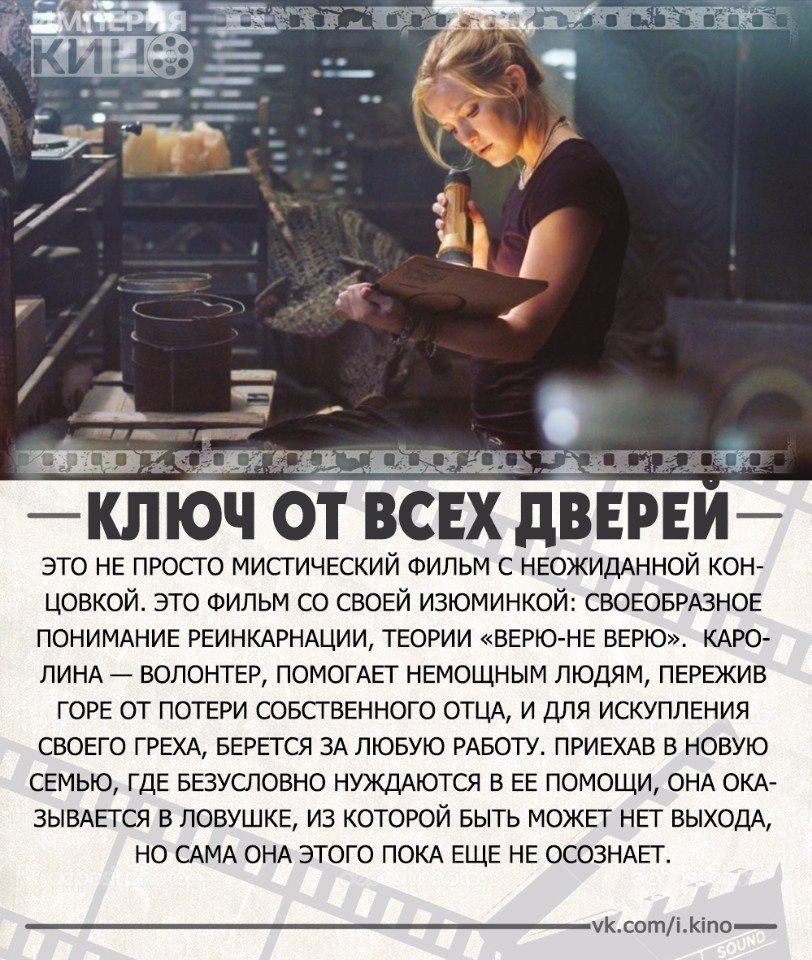 ИМПЕРИЯ
КИНО
КЛЮЧ ОТ ВСЕХ ДВЕРЕЙ
ЭТО НЕ ПРОСТО МИСТИЧЕСКИЙ ФИЛЬМ С НЕОЖИДАННОЙ КОН-
ЦОВКОЙ. ЭТО ФИЛЬМ СО СВОЕЙ ИЗЮМИНКОЙ: СВОЕОБРАЗНОЕ
ПОНИМАНИЕ РЕИНКАРНАЦИИ, ТЕОРИИ «ВЕРЮ-НЕ ВЕРЮ». КАРО-
ЛИНА — ВОЛОНТЕР, ПОМОГАЕТ НЕМОЩНЫМ ЛЮДЯМ, ПЕРЕЖИВ
ГОРЕ ОТ ПОТЕРИ СОБСТВЕННОГО ОТЦА, И ДЛЯ ИСКУПЛЕНИЯ
СВОЕГО ГРЕХА, БЕРЕТСЯ ЗА ЛЮБУЮ РАБОТУ. ПРИЕХАВ В НОВУЮ
СЕМЬЮ, ГДЕ БЕЗУСЛОВНО НУЖДАЮТСЯ В ЕЕ ПОМОЩИ, ОНА ОКА-
ЗЫВАЕТСЯ В ЛОВУШКЕ, ИЗ КОТОРОЙ БЫТЬ МОЖЕТ НЕТ ВЫХОДА,
НО САМА ОНА ЭТОГО ПОКА ЕЩЕ НЕ ОСОЗНАЕТ.
vk.com/i.kino
SOUND